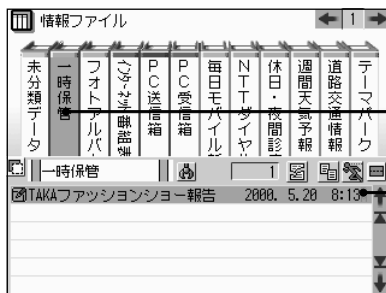 情報ファイル
1
未分類データ
一時保管
フォトアルバ
インターネット
PC送信箱
PC受信箱
毎日モバイル新
NTTダイヤル
休日・夜間診
週間天気予報
道路交通情報
テーマパーク
一時保管
1
TAKAファッションショー報告 2000. 5.20 8:13